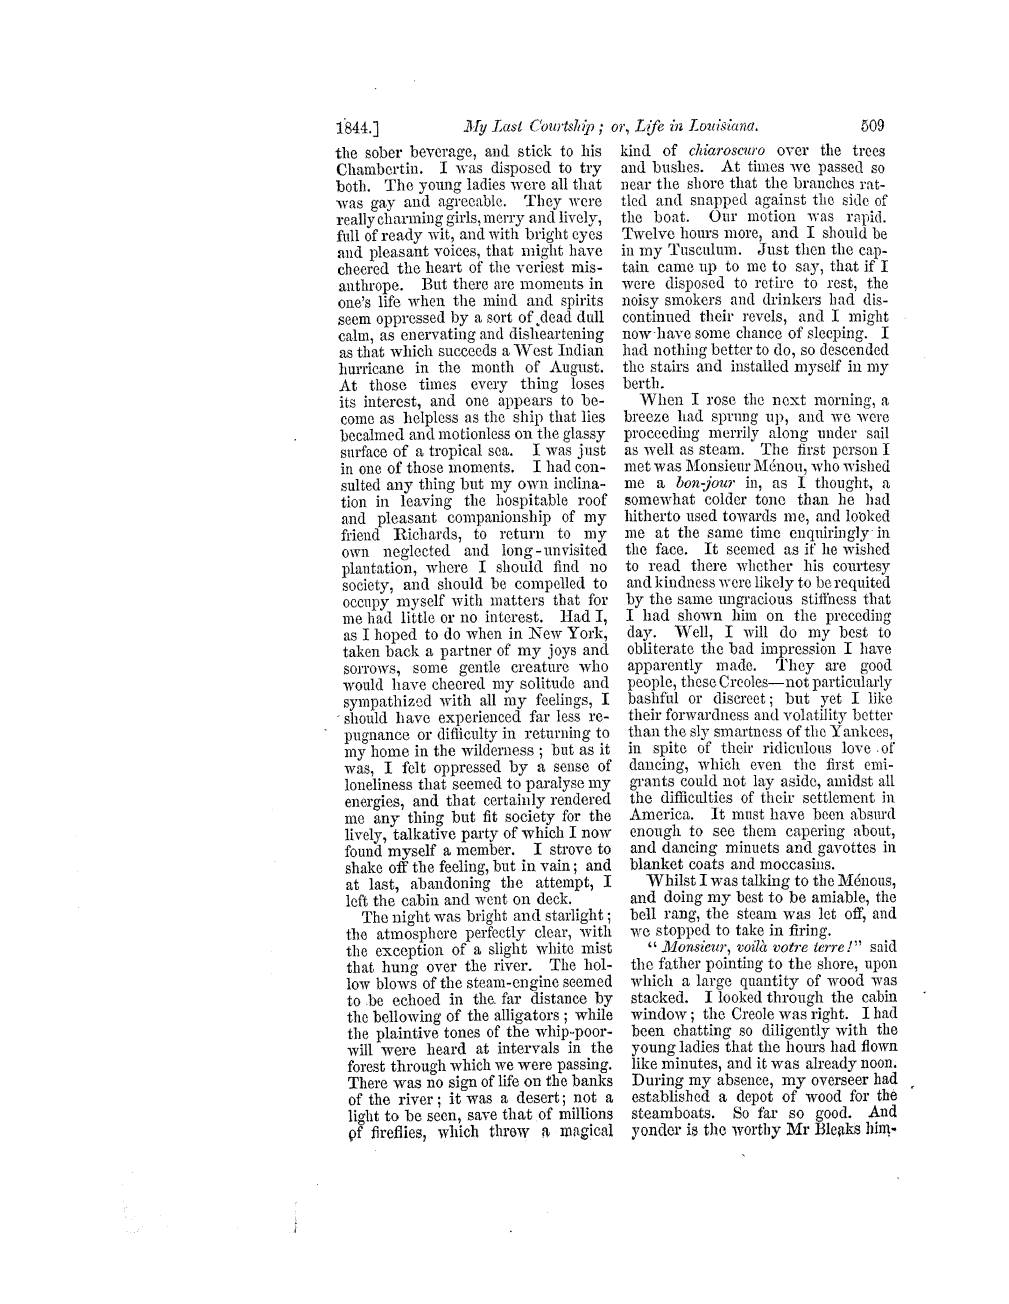 1844.] My Last Courtship; or, Life in Louisiana. 509
the sober beverage, and stick to his
Chambertin. I was disposed to try
both. The young ladies were all that
was gay and agreeable. They were
really charming girls, merry and lively,
full of ready wit, and with bright eyes
and pleasant voices, that might have
cheered the heart of the veriest mis-
anthrope. But there are moments in
one's life when the mind and spirits
seem oppressed by a sort of dead dull
calm, as enervating and disheartening
as that which succeeds a West Indian
hurricane in the month of August.
At those times every thing loses
its interest, and one appears to be-
come as helpless as the ship that lies
becalmed and motionless on the glassy
surface of a tropical sea. I was just
in one of those moments. I had con-
sulted any thing but my own inclina-
tion in leaving the hospitable roof
and pleasant companionship of my
friend Richards, to return to my
own neglected and long-unvisited
plantation, where I should find no
society, and should be compelled to
occupy myself with matters that for
me had little or no interest. Had I,
as I hoped to do when in New York,
taken back a partner of my joys and
sorrows, some gentle creature who
would have cheered my solitude and
sympathized with all my feelings, I
should have experienced far less re-
pugnance or difficulty in returning to
my home in the wilderness; but as it
was, I felt oppressed by a sense of
loneliness that seemed to paralyse my
energies, and that certainly rendered
me any thing but fit society for the
lively, talkative party of which I now
found myself a member. I strove to
shake off the feeling, but in vain; and
at last, abandoning the attempt, I
left the cabin and went on deck.
The night was bright and starlight;
the atmosphere perfectly clear, with
the exception of a slight white mist
that hung over the river. The hol-
low blows of the steam-engine seemed
to be echoed in the far distance by
the bellowing of the alligators; while
the plaintive tones of the whip-poor-
will were heard at intervals in the
forest through which we were passing.
There was no sign of life on the banks
of the river; it was a desert; not a
light to be seen, save that of millions
of fireflies, which threw a magical
kind of chiaroscuro over the trees
and bushes. At times we passed so
near the shore that the branches rat-
tled and snapped against the side of
the boat. Our motion was rapid.
Twelve hours more, and I should be
in my Tusculum. Just then the cap-
tain came up to me to say, that if I
were disposed to retire to rest, the
noisy smokers and drinkers had dis-
continued their revels, and I might
now have some chance of sleeping. I
had nothing better to do, so descended
the stairs and installed myself in my
berth.
When I rose the next morning, a
breeze had sprung up, and we were
proceeding merrily along under sail
as well as steam. The first person I
met was Monsieur Ménou, who wished
me a bon-jour in, as I thought, a
somewhat colder tone than he had
hitherto used towards me, and looked
me at the same time enquiringly in
the face. It seemed as if he wished
to read there whether his courtesy
and kindness were likely to be requited
by the same ungracious stiffness that
I had shown him on the preceding
day. Well, I will do my best to
obliterate the bad impression I have
apparently made. They are good
people, these Creoles—not particularly
bashful or discreet; but yet I like
their forwardness and volatility better
than the sly smartness of the Yankees,
in spite of their ridiculous love of
dancing, which even the first emi-
grants could not lay aside, amidst all
the difficulties of their settlement in
America. It must have been absurd
enough to see them capering about,
and dancing minuets and gavottes in
blanket coats and moccasins.
Whilst I was talking to the Ménous,
and doing my best to be amiable, the
bell rang, the steam was let off, and
we stopped to take in firing.
"Monsieur, voilà votre terre!" said
the father pointing to the shore, upon
which a large quantity of wood was
stacked. I looked through the cabin
window; the Creole was right. I had
been chatting so diligently with the
young ladies that the hours had flown
like minutes, and it was already noon.
During my absence, my overseer had
established a depot of wood for the
steamboats. So far so good. And
yonder is the worthy Mr Bleaks him-